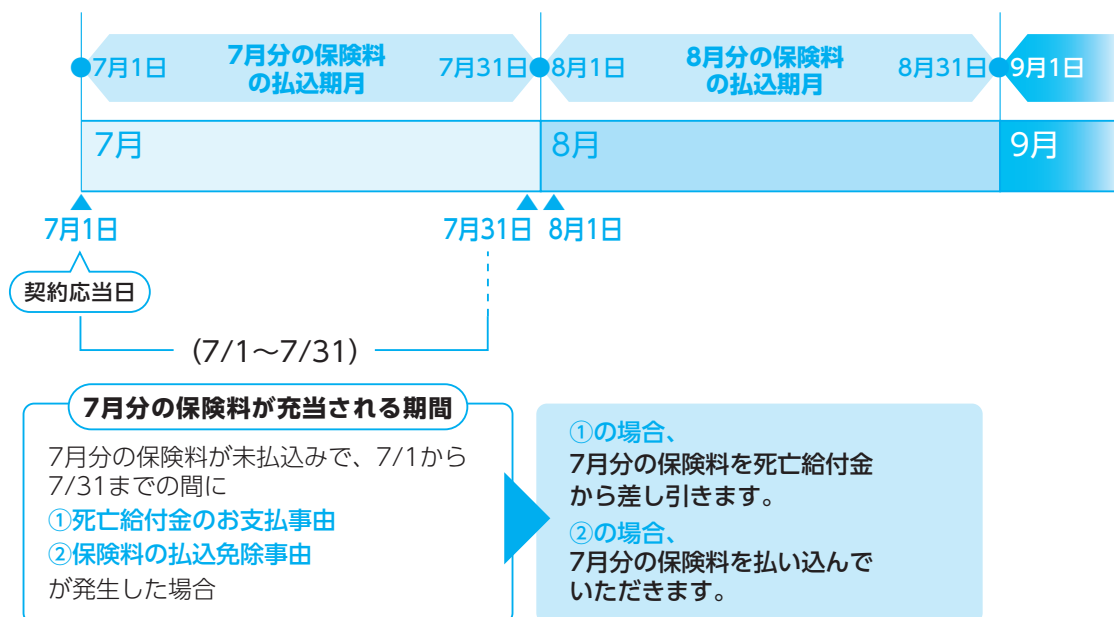 7月1日
7月分の保険料
の払込期月
7月31日
8月1日
8月分の保険料
の払込期月
8月31日
9月1日
7月
8月
9月
7月1日
7月31日
8月1日
契約応当日
(7/1〜7/31)
7月分の保険料が充当される期間
7月分の保険料が未払込みで、7/1から
7/31までの間に
①死亡給付金のお支払事由
②保険料の払込免除事由
が発生した場合
①の場合、
7月分の保険料を死亡給付金
から差し引きます。
②の場合、
7月分の保険料を払い込んで
いただきます。